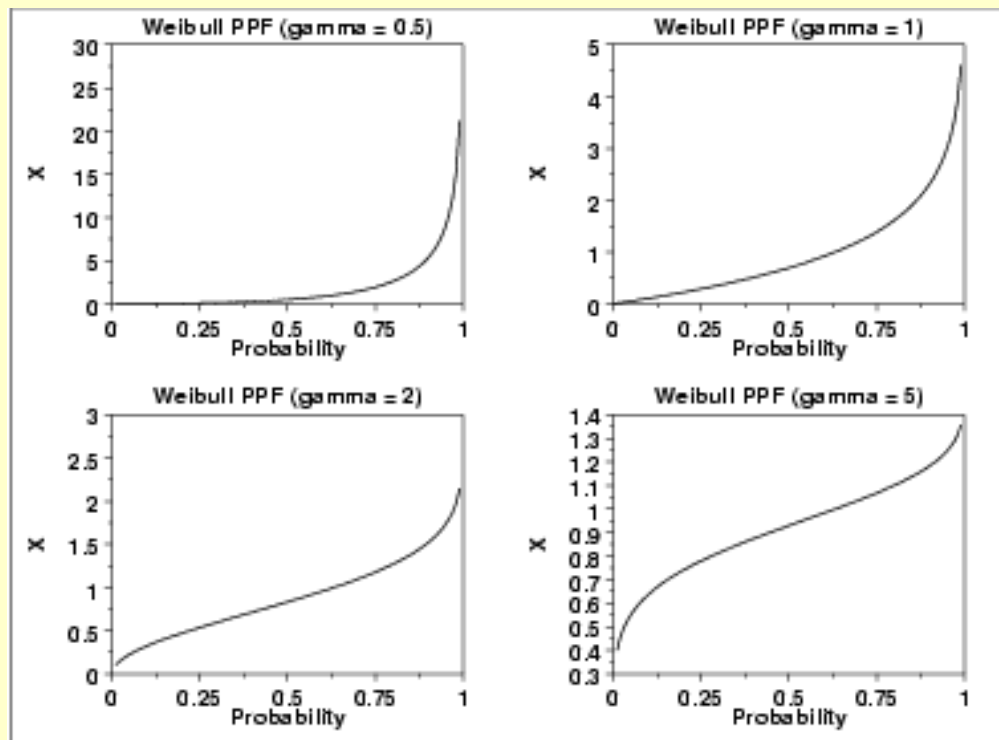 Weibull PPF (gamma = 0.5)
30
25
20
15
10
5
0
X
0 0.25 0.5 0.75 1
Probability
Weibull PPF (gamma = 1)
5
4
3
2
1
0
X
0 0.25 0.5 0.75 1
Probability
Weibull PPF (gamma = 2)
3
2.5
2
1.5
1
0.5
0
X
0 0.25 0.5 0.75 1
Probability
Weibull PPF (gamma = 5)
1.4
1.3
1.2
1.1
1
0.9
0.8
0.7
0.6
0.5
0.4
0.3
X
0 0.25 0.5 0.75 1
Probability